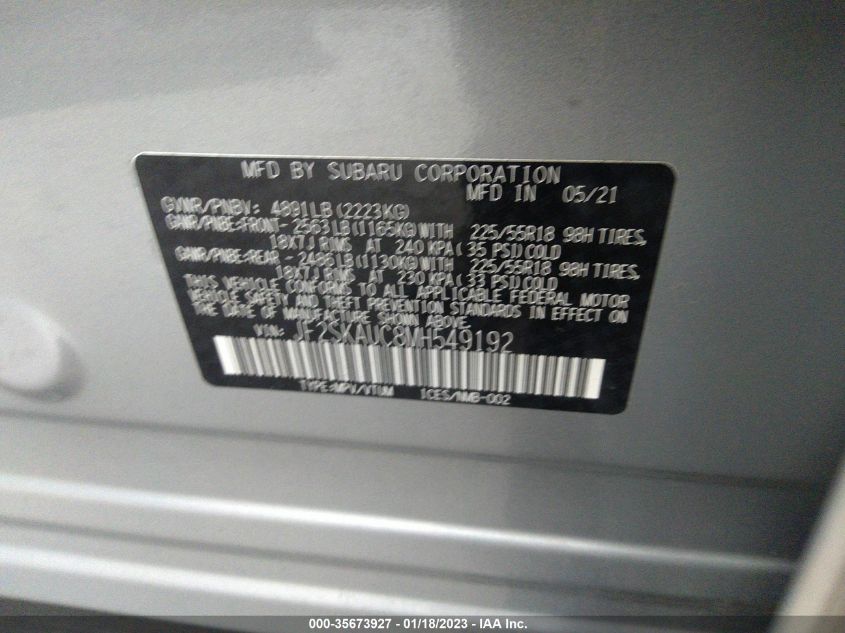 MFD BY SUBARU CORPORATION
MFD IN 05/21
GVWR/PNBV: 4891LB(2223KG)
GAWR/PNBE:FRONT- 2563LB(1165KG)WITH 225/55R18 98H TIRES,
18X7J RIMS AT 240 KPA( 35 PSI)COLD
GAWR/PNBE:REAR - 2486LB(1130KG)WITH 225/55R18 98H TIRES,
18X7J RIMS AT 230 KPA( 33 PSI)COLD
THIS VEHICLE CONFORMS TO ALL APPLICABLE FEDERAL MOTOR
VEHICLE SAFETY AND THEFT PREVENTION STANDARDS IN EFFECT ON
THE DATE OF MANUFACTURE SHOWN ABOVE.
VIN: JF2SKAUC8MH549192
TYPE:MPV/VTUM ICES/NMB-002
000-35673927 - 01/18/2023 - IAA Inc.